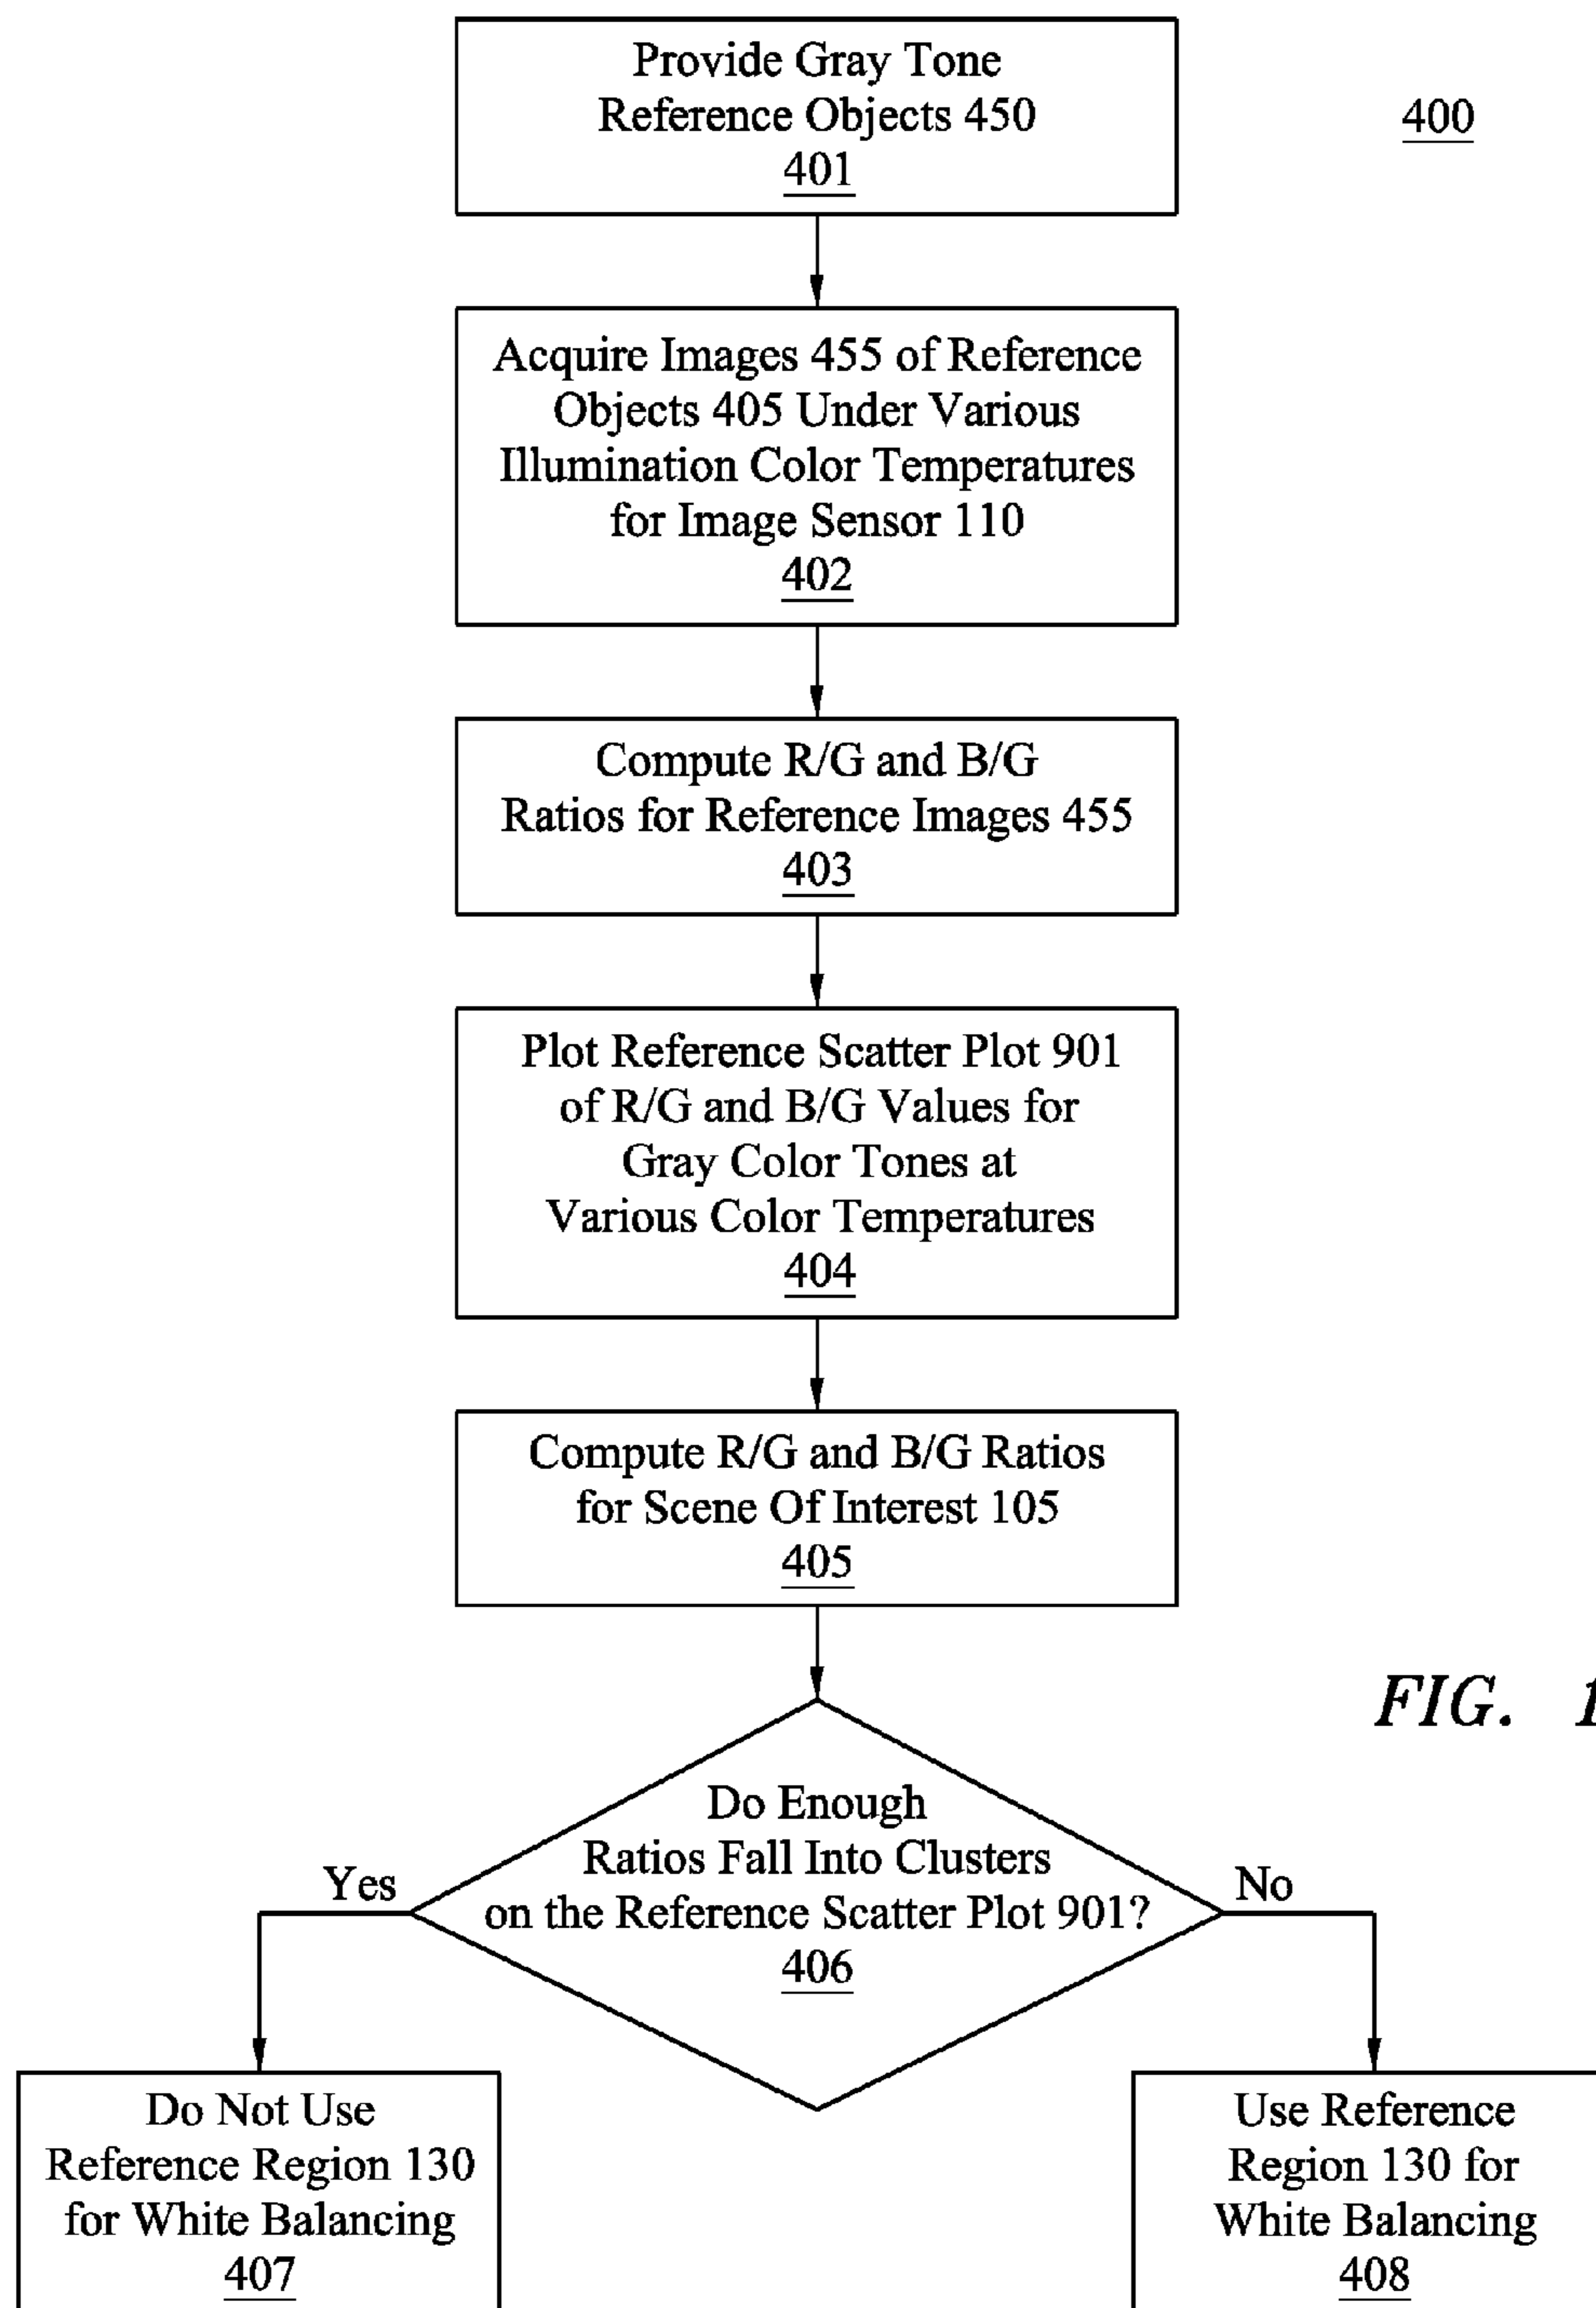 Provide Gray Tone
Reference Objects 450
401
400
Acquire Images 455 of Reference
Objects 405 Under Various
Illumination Color Temperatures
for Image Sensor 110
402
Compute R/G and B/G
Ratios for Reference Images 455
403
Plot Reference Scatter Plot 901
of R/G and B/G Values for
Gray Color Tones at
Various Color Temperatures
404
Compute R/G and B/G Ratios
for Scene Of Interest 105
405
FIG.
Do Enough
Ratios Fall Into Clusters
on the Reference Scatter Plot 901?
406
Yes
No
Do Not Use
Reference Region 130
for White Balancing
407
Use Reference
Region 130 for
White Balancing
408